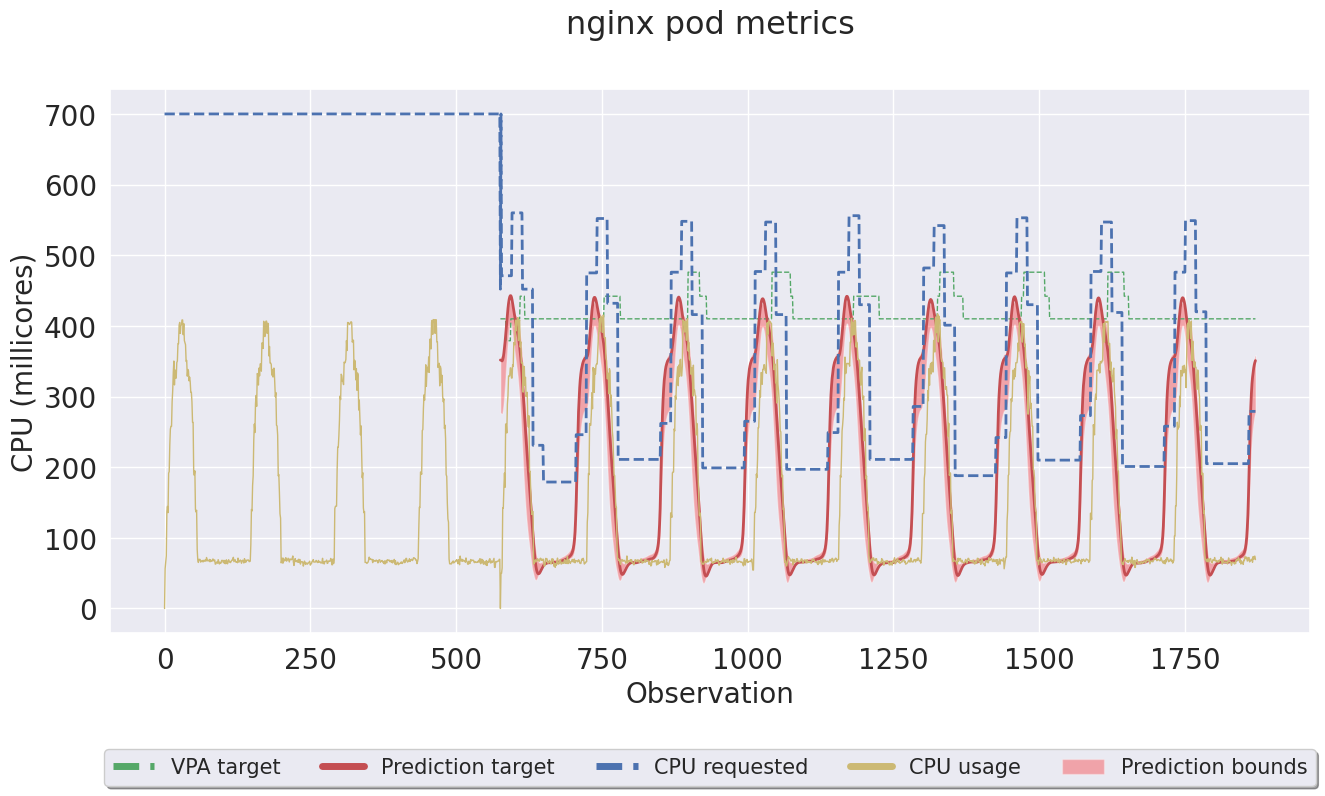 nginx pod metrics
700
600
500
400
300
200
100
0
CPU (millicores)
0 250 500 750 1000 1250 1500 1750
Observation
VPA target Prediction target CPU requested CPU usage Prediction bounds